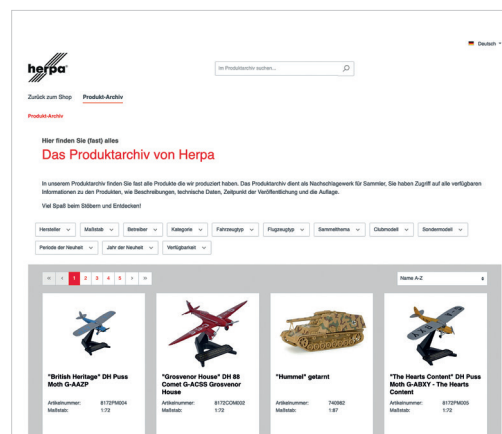 Deutsch
herpa
Im Produktarchiv suchen...
Zurück zum Shop Produkt-Archiv
Produkt-Archiv
Hier finden Sie (fast) alles
Das Produktarchiv von Herpa
In unserem Produktarchiv finden Sie fast alle Produkte die wir produziert haben. Das Produktarchiv dient als Nachschlagewerk für Sammler, Sie haben Zugriff auf alle verfügbaren
Informationen zu den Produkten, wie Beschreibungen, technische Daten, Zeitpunkt der Veröffentlichung und die Auflage.
Viel Spaß beim Stöbern und Entdecken!
Hersteller Maßstab Betreiber Kategorie Fahrzeugtyp Flugzeugtyp Sammelthema Clubmodell Sondermodell
Periode der Neuheit Jahr der Neuheit Verfügbarkeit
« ‹ 1 2 3 4 5 › » Name A-Z
"British Heritage" DH Puss
Moth G-AAZP
Artikelnummer: 8172PM004
Maßstab: 1:72
"Grosvenor House" DH 88
Comet G-ACSS Grosvenor
House
Artikelnummer: 8172COM002
Maßstab: 1:72
"Hummel" getarnt
Artikelnummer: 740982
Maßstab: 1:87
"The Hearts Content" DH Puss
Moth G-ABXY - The Hearts
Content
Artikelnummer: 8172PM005
Maßstab: 1:72